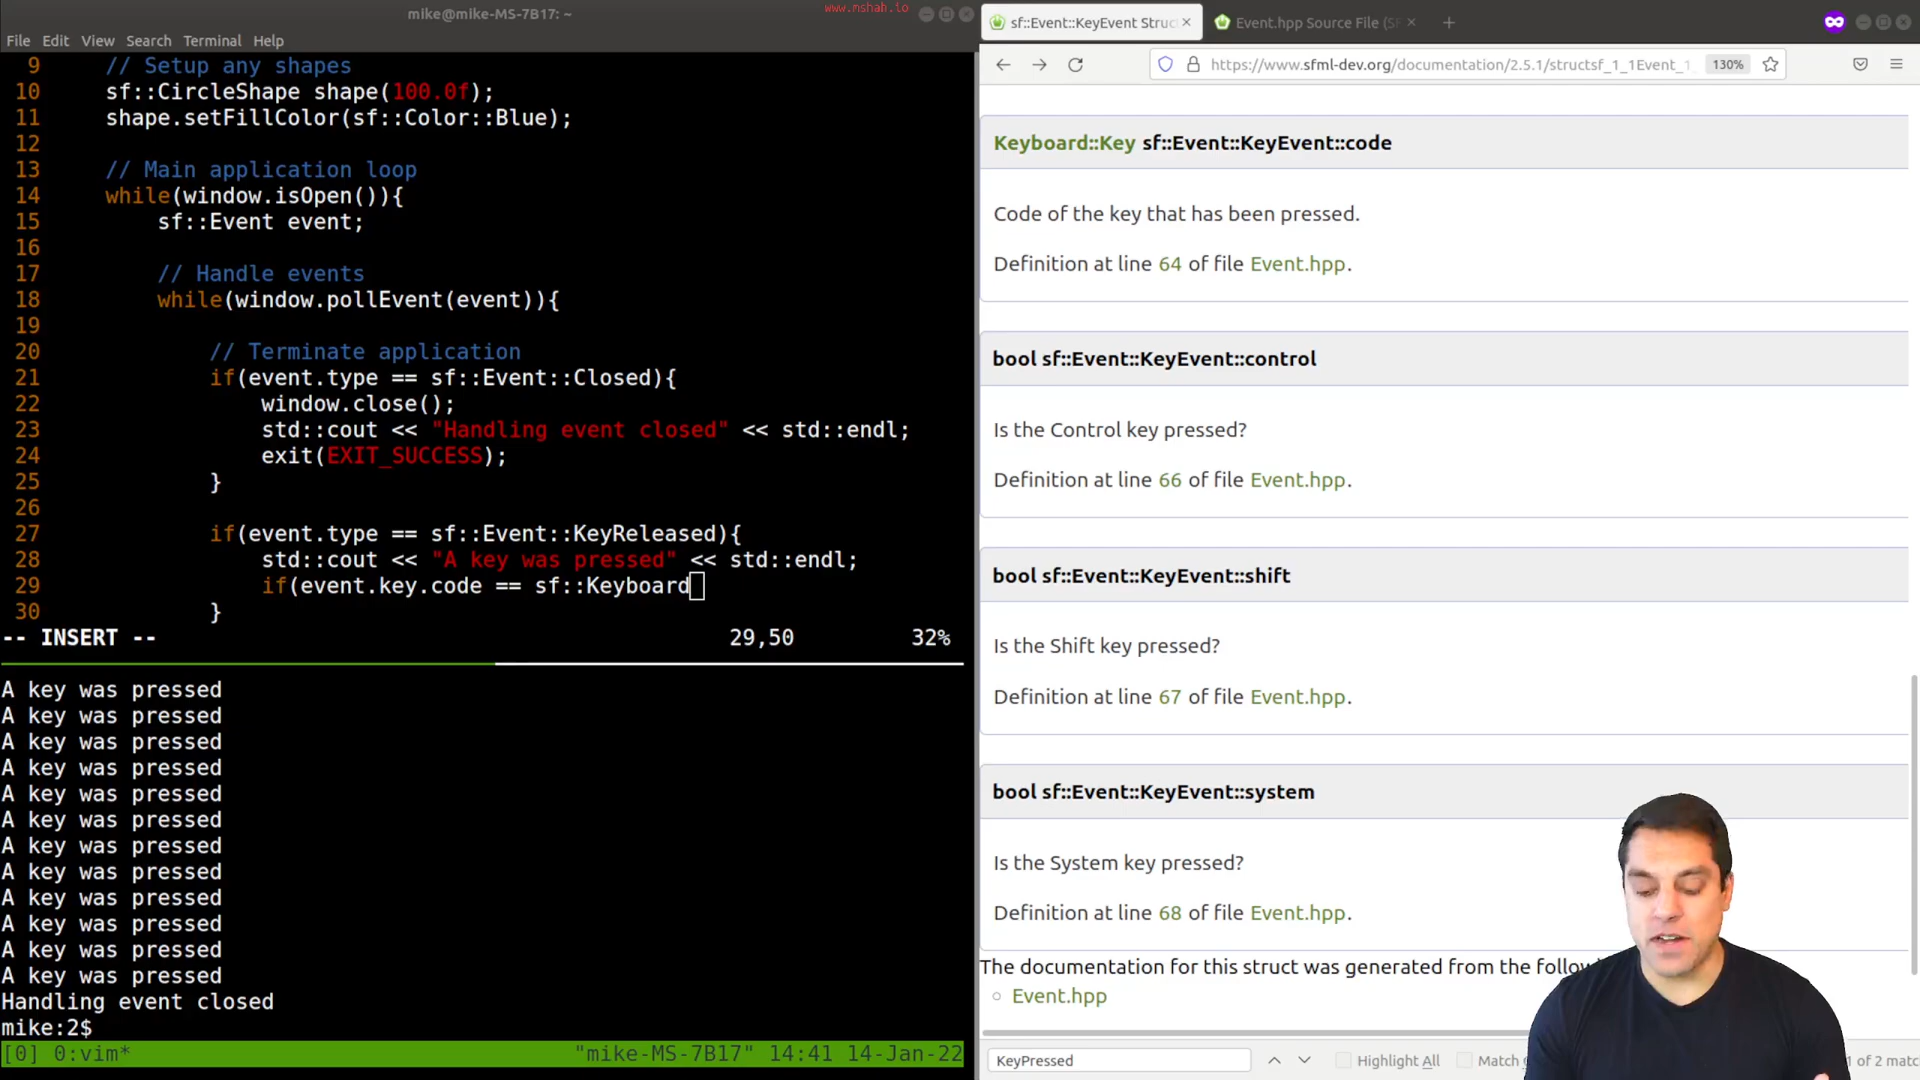 mike@mike-MS-7B17: ~
www.mshah.io
File Edit View Search Terminal Help
9 // Setup any shapes
10 sf::CircleShape shape(100.0f);
11 shape.setFillColor(sf::Color::Blue);
12
13 // Main application loop
14 while(window.isOpen()){
15 sf::Event event;
16
17 // Handle events
18 while(window.pollEvent(event)){
19
20 // Terminate application
21 if(event.type == sf::Event::Closed){
22 window.close();
23 std::cout << "Handling event closed" << std::endl;
24 exit(EXIT_SUCCESS);
25 }
26
27 if(event.type == sf::Event::KeyReleased){
28 std::cout << "A key was pressed" << std::endl;
29 if(event.key.code == sf::Keyboard
30 }
-- INSERT -- 29,50 32%
A key was pressed
A key was pressed
A key was pressed
A key was pressed
A key was pressed
A key was pressed
A key was pressed
A key was pressed
A key was pressed
A key was pressed
A key was pressed
A key was pressed
Handling event closed
mike:2$
[0] 0:vim* "mike-MS-7B17" 14:41 14-Jan-22
sf::Event::KeyEvent Struc
Event.hpp Source File (SF
https://www.sfml-dev.org/documentation/2.5.1/structsf_1_1Event_1_ 130%
Keyboard::Key sf::Event::KeyEvent::code
Code of the key that has been pressed.
Definition at line 64 of file Event.hpp.
bool sf::Event::KeyEvent::control
Is the Control key pressed?
Definition at line 66 of file Event.hpp.
bool sf::Event::KeyEvent::shift
Is the Shift key pressed?
Definition at line 67 of file Event.hpp.
bool sf::Event::KeyEvent::system
Is the System key pressed?
Definition at line 68 of file Event.hpp.
The documentation for this struct was generated from the follow
Event.hpp
KeyPressed Highlight All Match 1 of 2 matc